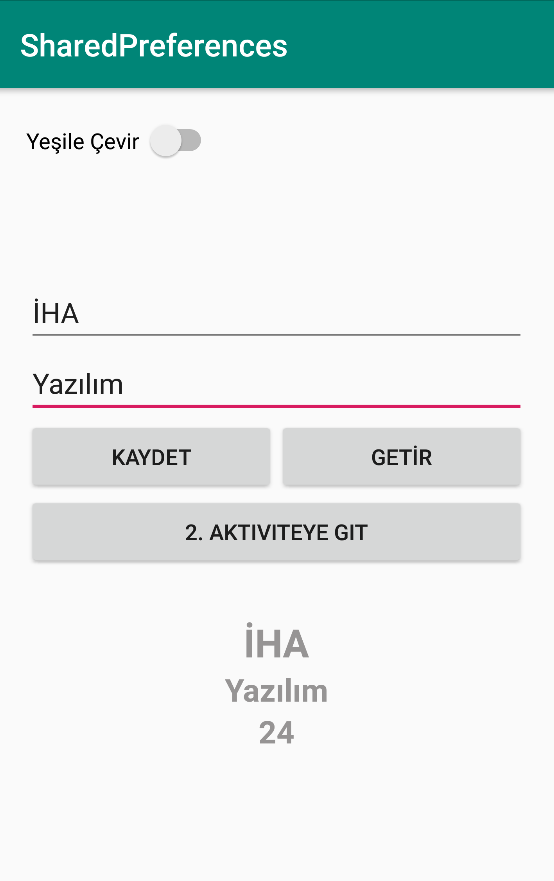 SharedPreferences
Yeşile Çevir
İHA
Yazılım
KAYDET GETİR
2. AKTIVITEYE GIT
İHA
Yazılım
24